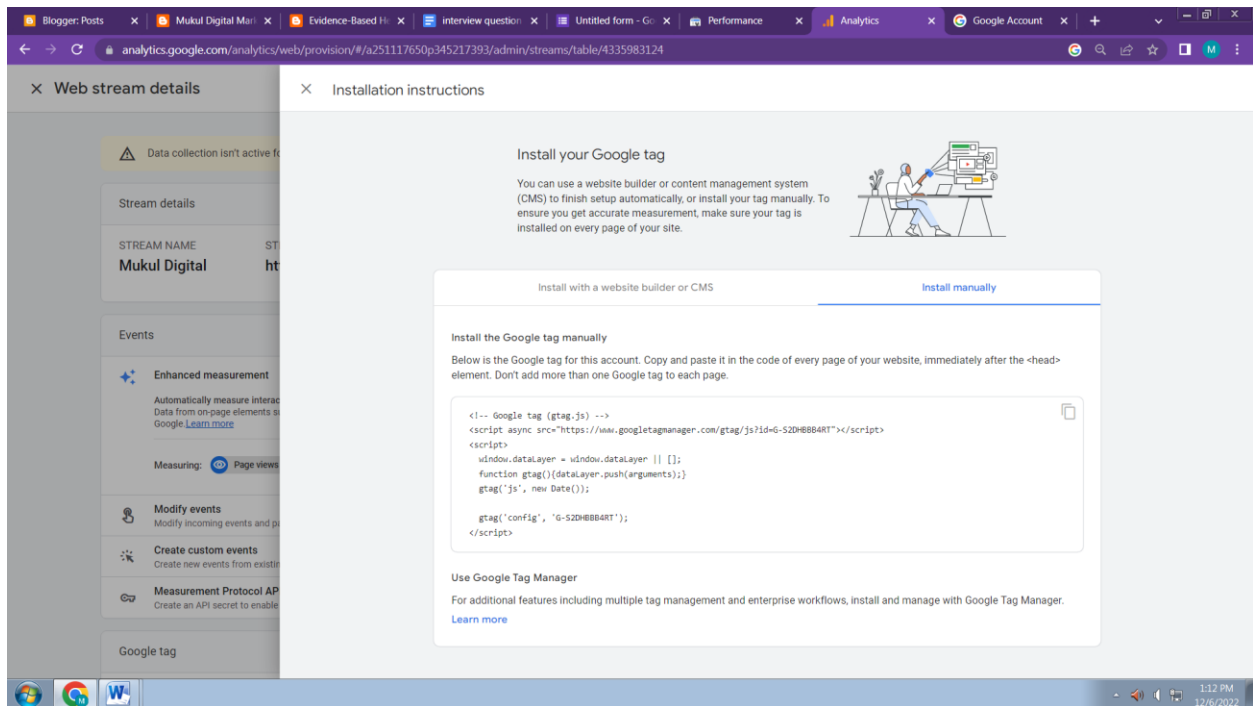 Blogger: Posts
Mukul Digital Mark
Evidence-Based He
interview question
Untitled form - Go
Performance
Analytics
Google Account
analytics.google.com/analytics/web/provision/#/a251117650p345217393/admin/streams/table/4335983124
M
Web stream details
Installation instructions
Data collection isn't active fo
Stream details
STREAM NAME
ST
Mukul Digital
ht
Events
Enhanced measurement
Automatically measure interac
Data from on-page elements su
Google. Learn more
Measuring: Page views
Modify events
Modify incoming events and pa
Create custom events
Create new events from existin
Measurement Protocol AP
Create an API secret to enable
Google tag
Install your Google tag
You can use a website builder or content management system
(CMS) to finish setup automatically, or install your tag manually. To
ensure you get accurate measurement, make sure your tag is
installed on every page of your site.
Install with a website builder or CMS
Install manually
Install the Google tag manually
Below is the Google tag for this account. Copy and paste it in the code of every page of your website, immediately after the <head>
element. Don't add more than one Google tag to each page.
<!-- Google tag (gtag.js) -->
<script async src="https://www.googletagmanager.com/gtag/js?id=G-S2DHBBB4RT"></script>
<script>
window.dataLayer = window.dataLayer || [];
function gtag(){dataLayer.push(arguments);}
gtag('js', new Date());
gtag('config', 'G-S2DHBBB4RT');
</script>
Use Google Tag Manager
For additional features including multiple tag management and enterprise workflows, install and manage with Google Tag Manager.
Learn more
1:12 PM
12/6/2022